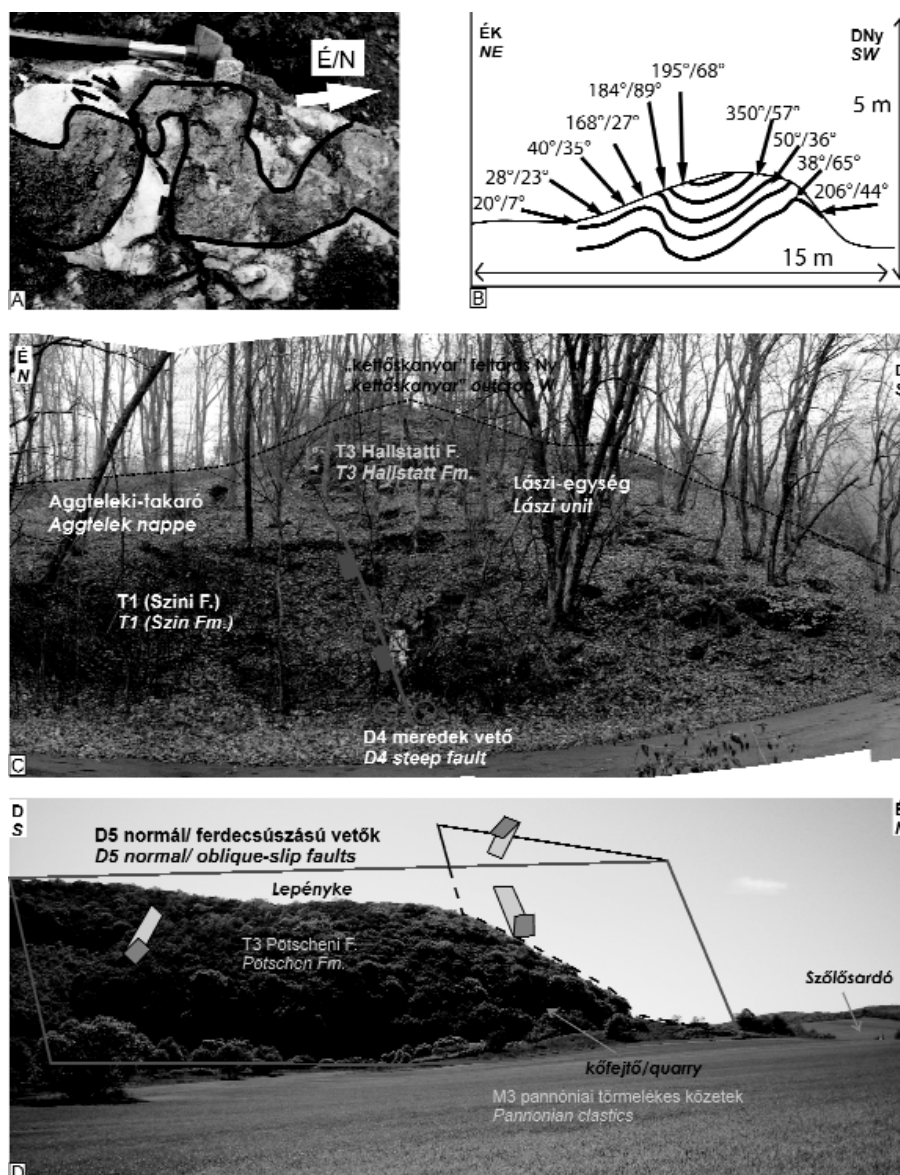 É/N
A
ÉK
NE
DNy
SW
195°/68°
184°/89°
350°/57°
168°/27°
50°/36°
40°/35°
38°/65°
28°/23°
206°/44°
20°/7°
5 m
15 m
B
É
N
„kettőskanyar” feltárás Ny
„kettőskanyar” outcrop W
D
S
T3 Hallstatti F.
T3 Hallstatt Fm.
Aggteleki-takaró
Aggtelek nappe
Lászi-egység
Lászi unit
T1 (Szini F.)
T1 (Szin Fm.)
D4 meredek vető
D4 steep fault
C
D
S
É
N
D5 normál/ ferdecsúszású vetők
D5 normal/ oblique-slip faults
Lepényke
T3 Pötscheni F.
Pötschen Fm.
Szőlősardó
kőfejtő/quarry
M3 pannóniai törmelékes kőzetek
Pannonian clastics
D